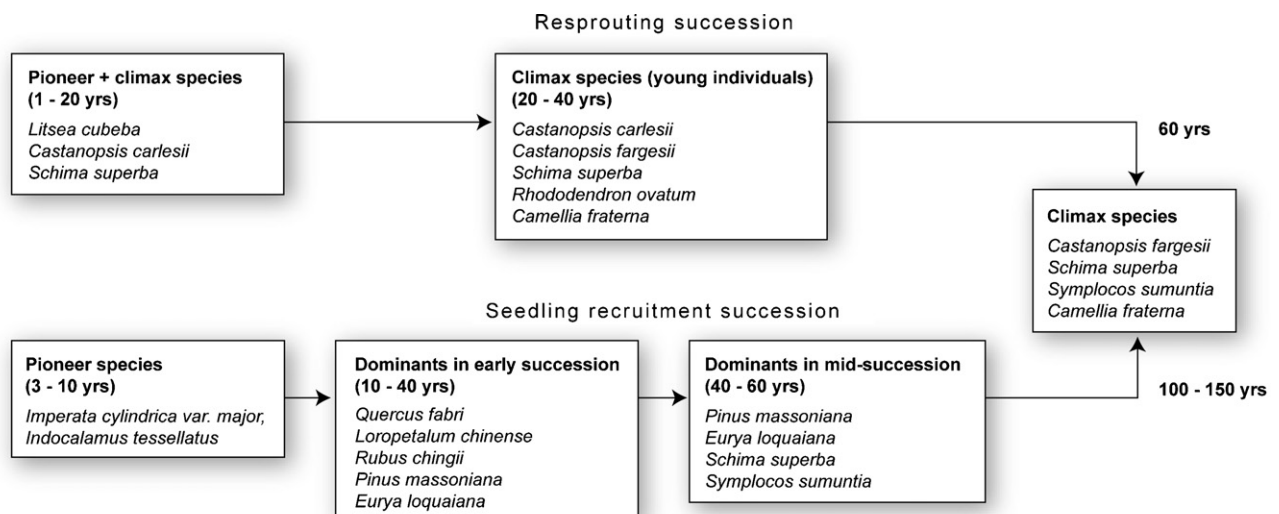 Resprouting succession
Pioneer + climax species
(1 - 20 yrs)
Litsea cubeba
Castanopsis carlesii
Schima superba
Climax species (young individuals)
(20 - 40 yrs)
Castanopsis carlesii
Castanopsis fargesii
Schima superba
Rhododendron ovatum
Camellia fraterna
60 yrs
Climax species
Castanopsis fargesii
Schima superba
Symplocos sumuntia
Camellia fraterna
Seedling recruitment succession
Pioneer species
(3 - 10 yrs)
Imperata cylindrica var. major,
Indocalamus tessellatus
Dominants in early succession
(10 - 40 yrs)
Quercus fabri
Loropetalum chinense
Rubus chingii
Pinus massoniana
Eurya loquaiana
Dominants in mid-succession
(40 - 60 yrs)
Pinus massoniana
Eurya loquaiana
Schima superba
Symplocos sumuntia
100 - 150 yrs